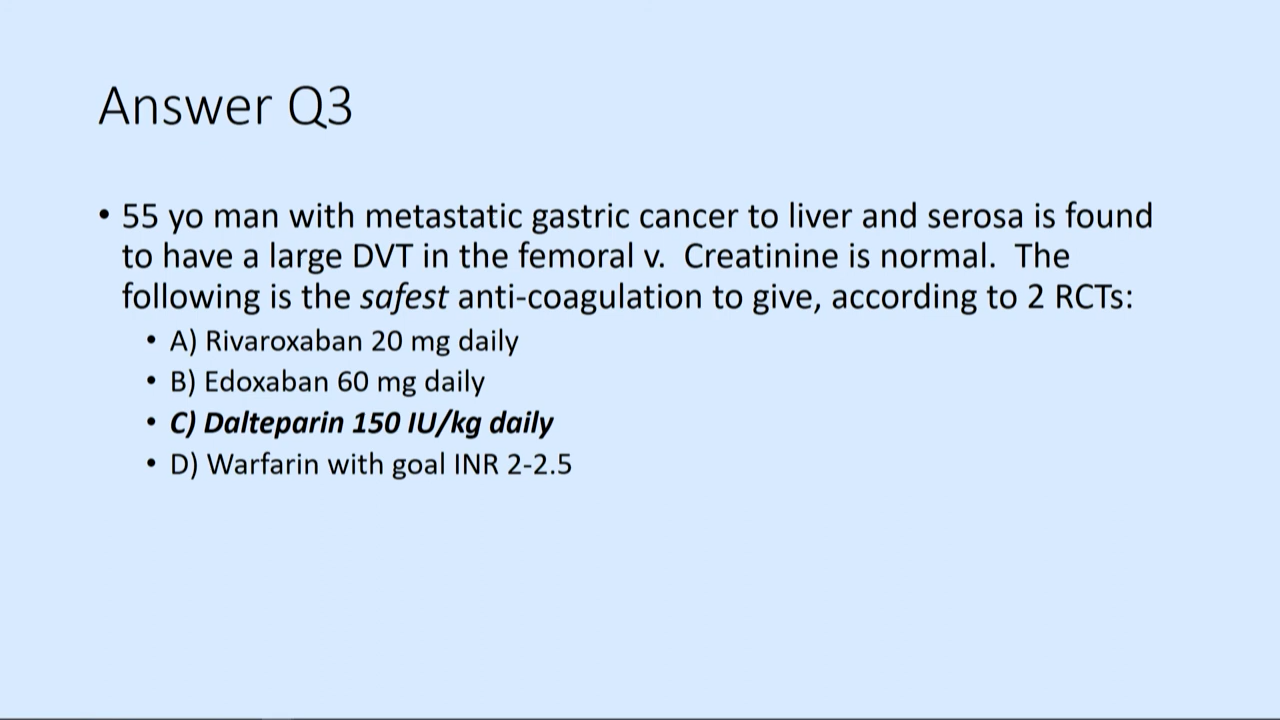 Answer Q3
• 55 yo man with metastatic gastric cancer to liver and serosa is found
to have a large DVT in the femoral v.  Creatinine is normal.  The
following is the safest anti-coagulation to give, according to 2 RCTs:
• A) Rivaroxaban 20 mg daily
• B) Edoxaban 60 mg daily
• C) Dalteparin 150 IU/kg daily
• D) Warfarin with goal INR 2-2.5